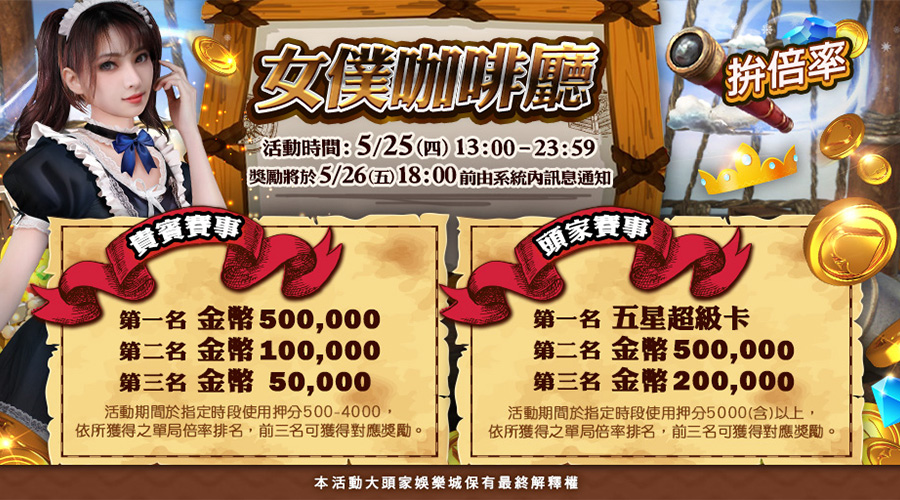 女僕咖啡廳
拚倍率
活動時間：5/25(四) 13:00-23:59
獎勵將於5/26(五)18:00前由系統內訊息通知
貴賓賽事
第一名 金幣 500,000
第二名 金幣 100,000
第三名 金幣 50,000
活動期間於指定時段使用押分500-4000，
依所獲得之單局倍率排名，前三名可獲得對應獎勵。
頭家賽事
第一名 五星超級卡
第二名 金幣 500,000
第三名 金幣 200,000
活動期間於指定時段使用押分5000(含)以上，
依所獲得之單局倍率排名，前三名可獲得對應獎勵。
本活動大頭家娛樂城保有最終解釋權